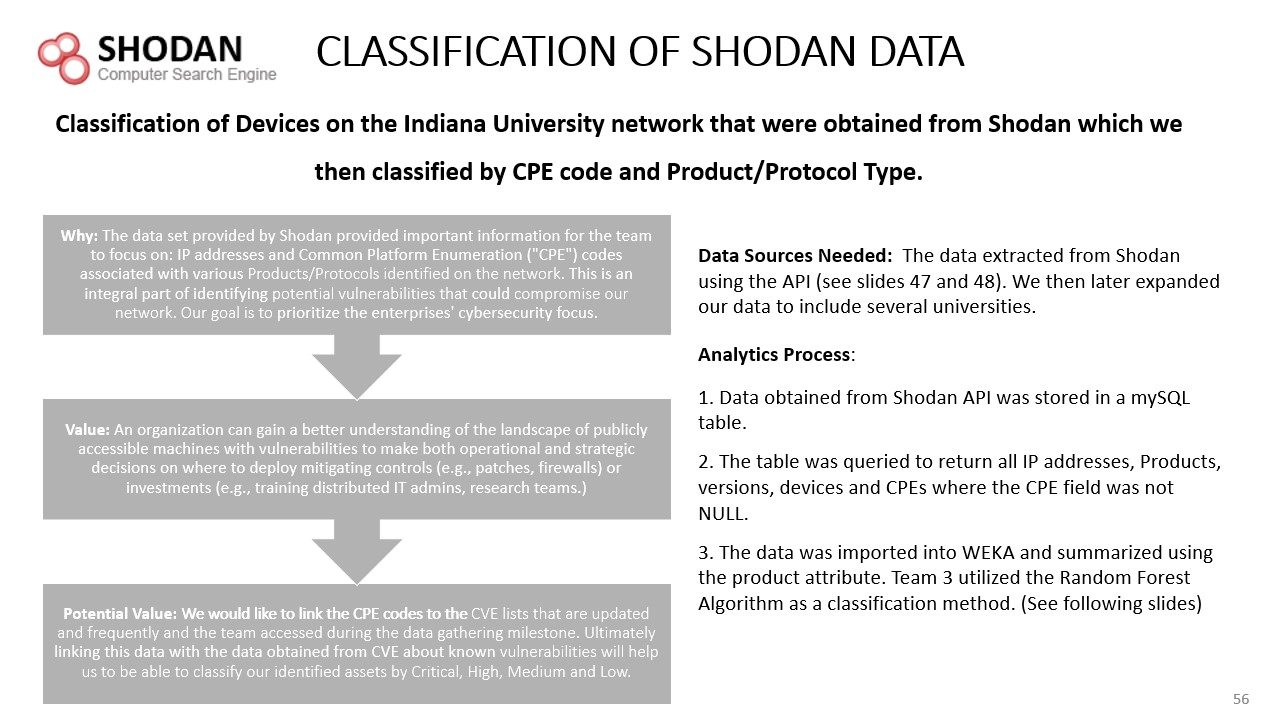 SHODAN
Computer Search Engine
CLASSIFICATION OF SHODAN DATA
Classification of Devices on the Indiana University network that were obtained from Shodan which we
then classified by CPE code and Product/Protocol Type.
Why: The data set provided by Shodan provided important information for the team
to focus on: IP addresses and Common Platform Enumeration ("CPE") codes
associated with various Products/Protocols identified on the network. This is an
integral part of identifying potential vulnerabilities that could compromise our
network. Our goal is to prioritize the enterprises' cybersecurity focus.
Value: An organization can gain a better understanding of the landscape of publicly
accessible machines with vulnerabilities to make both operational and strategic
decisions on where to deploy mitigating controls (e.g., patches, firewalls) or
investments (e.g., training distributed IT admins, research teams.)
Potential Value: We would like to link the CPE codes to the CVE lists that are updated
and frequently and the team accessed during the data gathering milestone. Ultimately
linking this data with the data obtained from CVE about known vulnerabilities will help
us to be able to classify our identified assets by Critical, High, Medium and Low.
Data Sources Needed: The data extracted from Shodan
using the API (see slides 47 and 48). We then later expanded
our data to include several universities.
Analytics Process:
1. Data obtained from Shodan API was stored in a mySQL
table.
2. The table was queried to return all IP addresses, Products,
versions, devices and CPEs where the CPE field was not
NULL.
3. The data was imported into WEKA and summarized using
the product attribute. Team 3 utilized the Random Forest
Algorithm as a classification method. (See following slides)
56